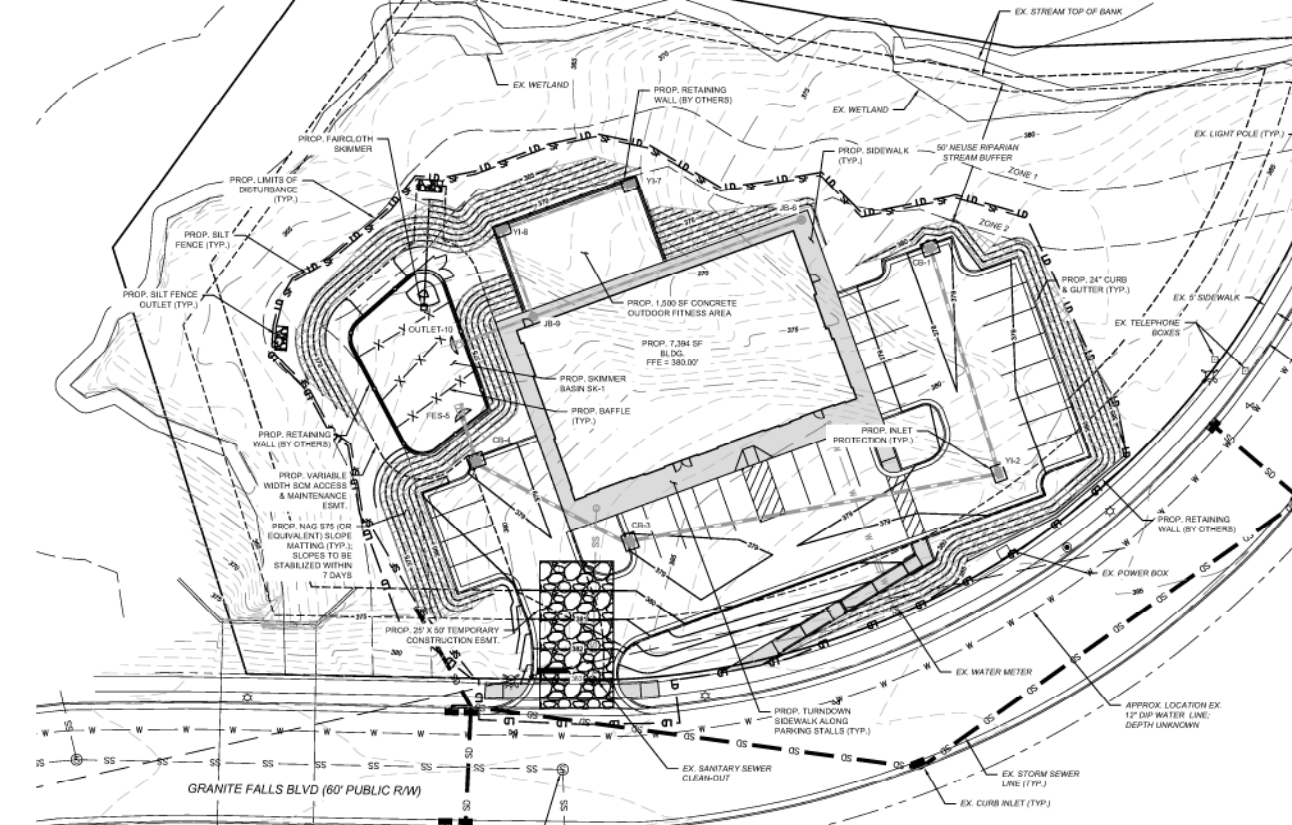 EX. STREAM TOP OF BANK
EX. WETLAND
PROP. RETAINING
WALL (BY OTHERS)
EX. WETLAND
EX. LIGHT POLE (TYP.)
PROP. FAIRCLOTH
SKIMMER
PROP. SIDEWALK
(TYP.)
50' NEUSE RIPARIAN
STREAM BUFFER
ZONE 1
ZONE 2
PROP. LIMITS OF
DISTURBANCE
(TYP.)
YI-7
JB-6
YI-8
CB-1
PROP. SILT
FENCE (TYP.)
PROP. 24" CURB
& GUTTER (TYP.)
PROP. SILT FENCE
OUTLET (TYP.)
EX. 5' SIDEWALK
PROP. 1,500 SF CONCRETE
OUTDOOR FITNESS AREA
EX. TELEPHONE
BOXES
JB-9
OUTLET-10
PROP. 7,394 SF
BLDG.
FFE = 380.00'
PROP. SKIMMER
BASIN SK-1
PROP. BAFFLE
(TYP.)
FES-5
PROP. RETAINING
WALL (BY OTHERS)
CB-4
PROP. INLET
PROTECTION (TYP.)
YI-2
PROP. VARIABLE
WIDTH SCM ACCESS
& MAINTENANCE
ESMT.
PROP. NAG S75 (OR
EQUIVALENT) SLOPE
MATTING (TYP.);
SLOPES TO BE
STABILIZED WITHIN
7 DAYS
CB-3
PROP. RETAINING
WALL (BY OTHERS)
EX. POWER BOX
PROP. 25' X 50' TEMPORARY
CONSTRUCTION ESMT.
EX. WATER METER
APPROX. LOCATION EX.
12" DIP WATER LINE;
DEPTH UNKNOWN
PROP. TURNDOWN
SIDEWALK ALONG
PARKING STALLS (TYP.)
EX. SANITARY SEWER
CLEAN-OUT
EX. STORM SEWER
LINE (TYP.)
EX. CURB INLET (TYP.)
GRANITE FALLS BLVD (60' PUBLIC R/W)